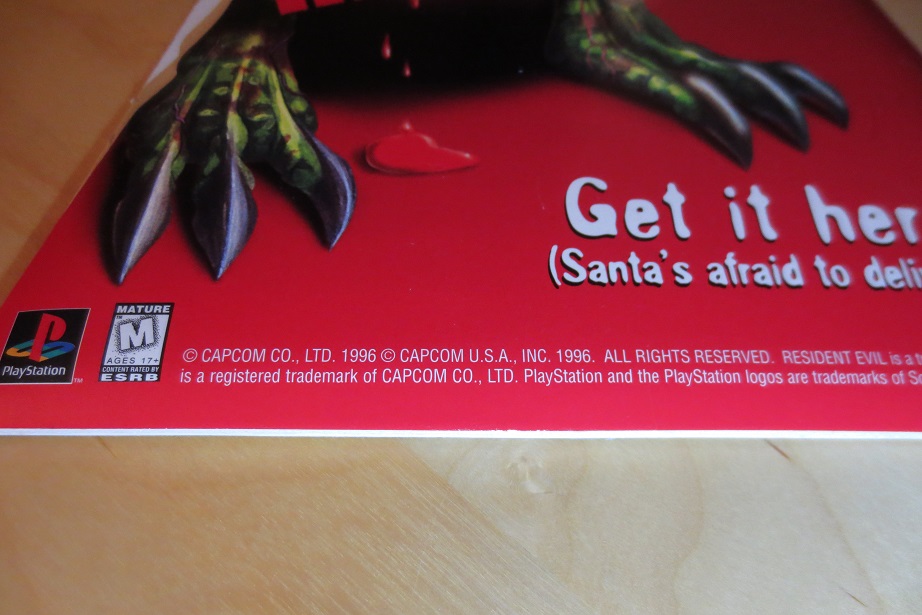 Get it
(Santa's afraid to
PlayStation
MATURE
M
AGES 17+
CONTENT RATED BY
ESRB
© CAPCOM CO., LTD. 1996 © CAPCOM U.S.A., INC. 1996. ALL RIGHTS RESERVED. RESIDENT EVIL is a
is a registered trademark of CAPCOM CO., LTD. PlayStation and the PlayStation logos are trademarks of